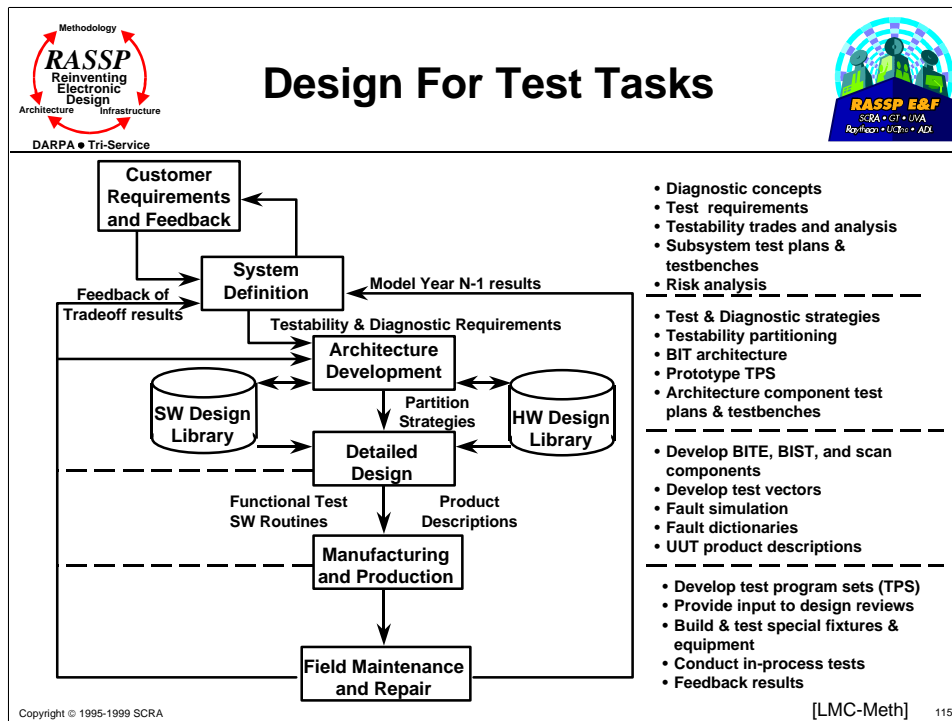 Methodology
RASSP
Reinventing
Electronic
Design
Architecture
Infrastructure
DARPA ● Tri-Service
Design For Test Tasks
RASSP E&F
SCRA • GT • UVA
Raytheon • UCinc • ADL
Customer
Requirements
and Feedback
System
Definition
Feedback of
Tradeoff results
Model Year N-1 results
Testability & Diagnostic Requirements
Architecture
Development
SW Design
Library
Partition
Strategies
HW Design
Library
Detailed
Design
Functional Test
SW Routines
Product
Descriptions
Manufacturing
and Production
Field Maintenance
and Repair
• Diagnostic concepts
• Test requirements
• Testability trades and analysis
• Subsystem test plans &
testbenches
• Risk analysis
• Test & Diagnostic strategies
• Testability partitioning
• BIT architecture
• Prototype TPS
• Architecture component test
plans & testbenches
• Develop BITE, BIST, and scan
components
• Develop test vectors
• Fault simulation
• Fault dictionaries
• UUT product descriptions
• Develop test program sets (TPS)
• Provide input to design reviews
• Build & test special fixtures &
equipment
• Conduct in-process tests
• Feedback results
Copyright © 1995-1999 SCRA
[LMC-Meth]
115